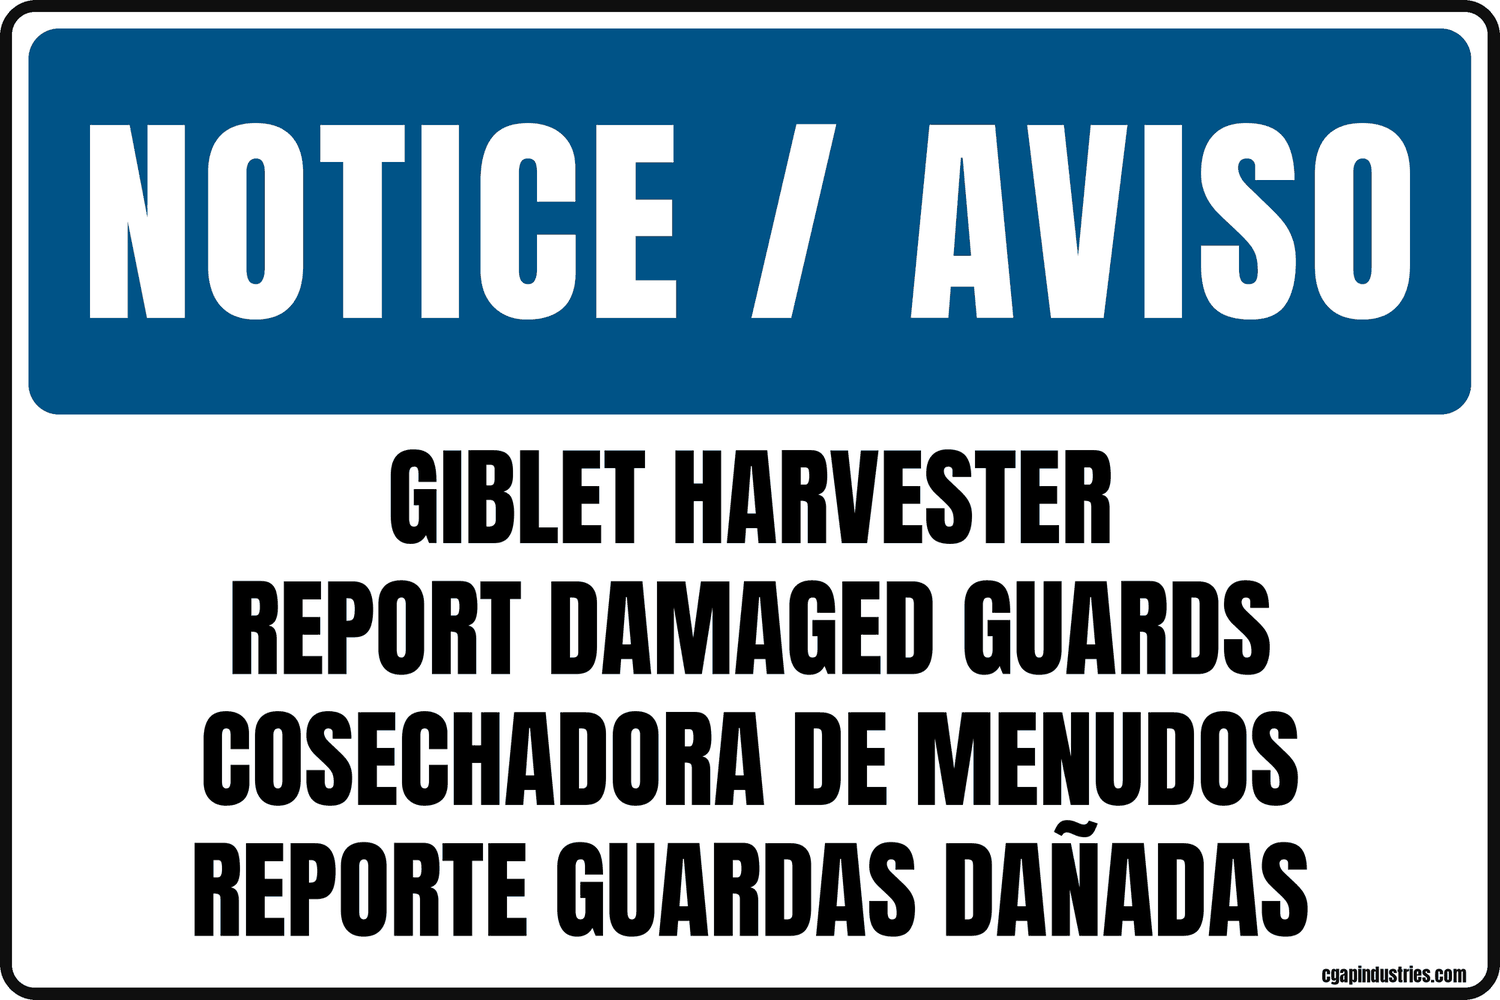 NOTICE / AVISO
GIBLET HARVESTER
REPORT DAMAGED GUARDS
COSECHADORA DE MENUDOS
REPORTE GUARDAS DAÑADAS
cgapindustries.com